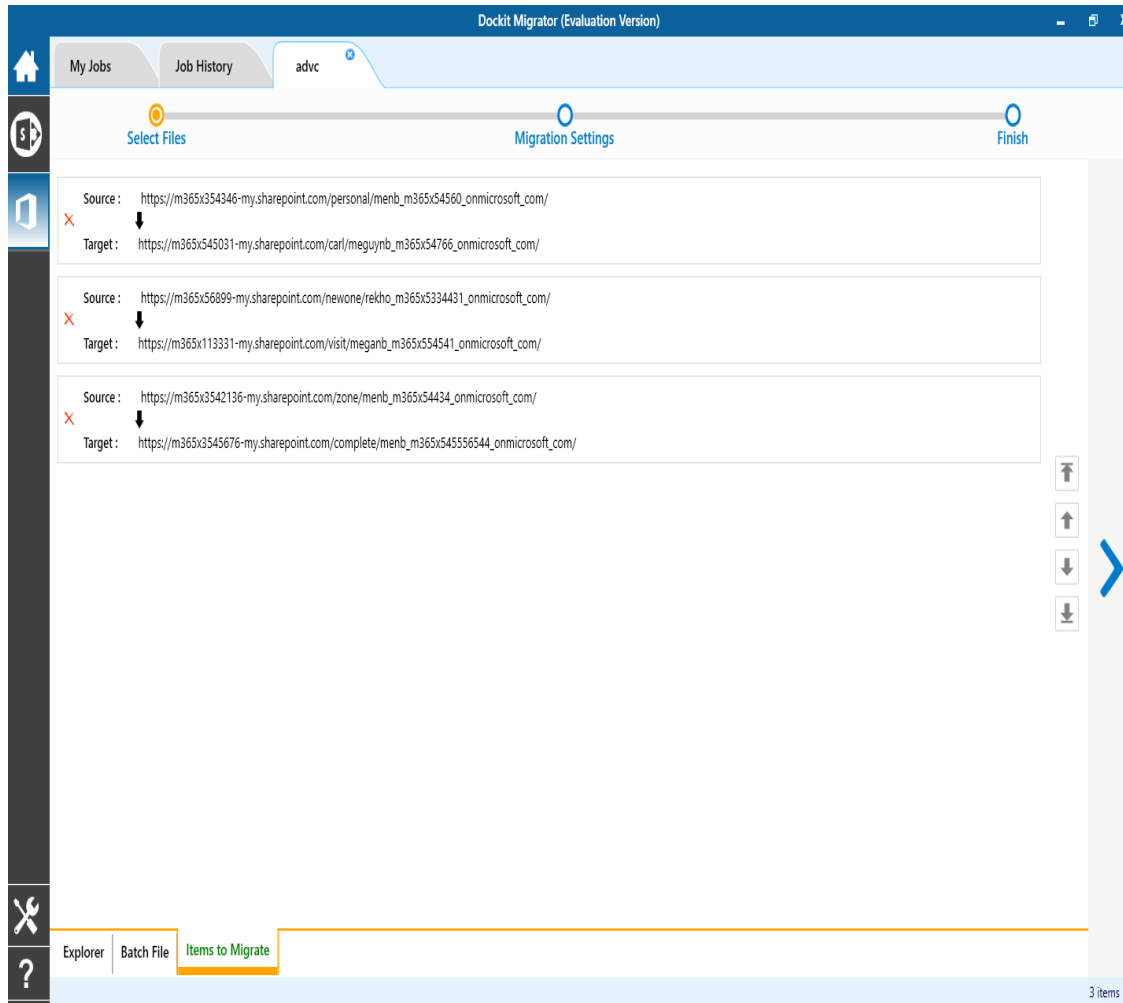 Dockit Migrator (Evaluation Version)
My Jobs Job History advc
Select Files Migration Settings Finish
Source : https://m365x354346-my.sharepoint.com/personal/menb_m365x54560_onmicrosoft_com/
Target : https://m365x545031-my.sharepoint.com/carl/meguynb_m365x54766_onmicrosoft_com/
Source : https://m365x56899-my.sharepoint.com/newone/rekho_m365x5334431_onmicrosoft_com/
Target : https://m365x113331-my.sharepoint.com/visit/meganb_m365x554541_onmicrosoft_com/
Source : https://m365x3542136-my.sharepoint.com/zone/menb_m365x54434_onmicrosoft_com/
Target : https://m365x3545676-my.sharepoint.com/complete/menb_m365x545556544_onmicrosoft_com/
Explorer Batch File Items to Migrate
3 items